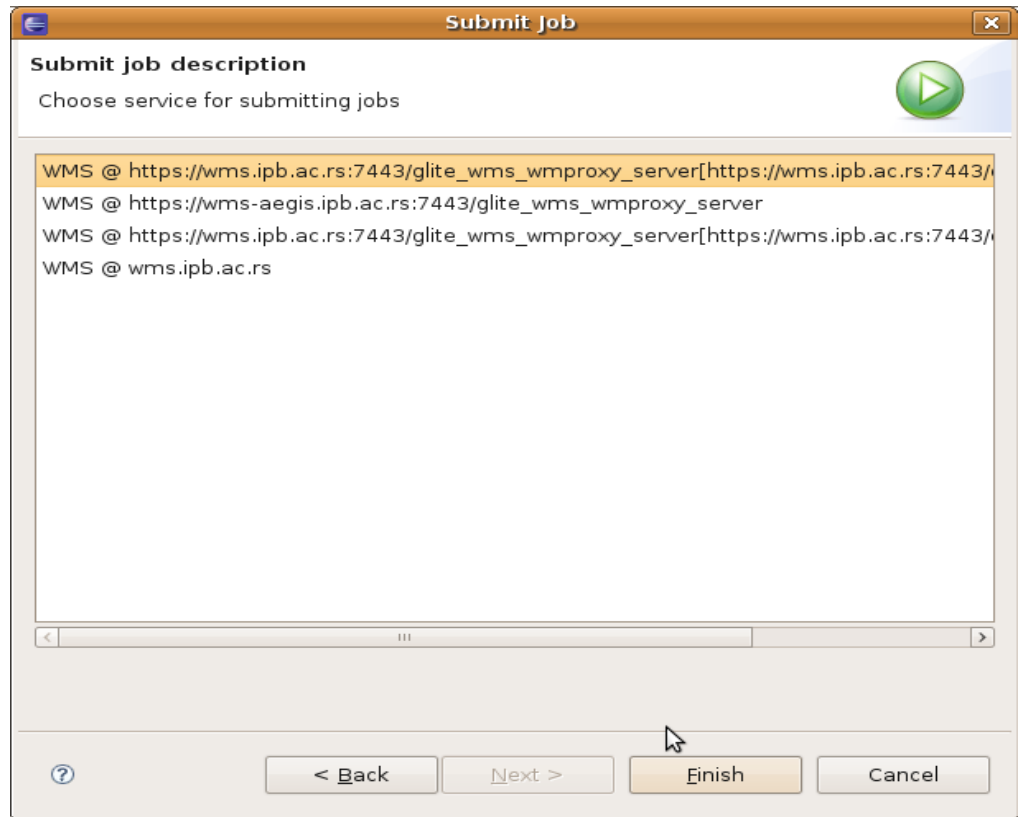 Submit Job
Submit job description
Choose service for submitting jobs
WMS @ https://wms.ipb.ac.rs:7443/glite_wms_wmproxy_server[https://wms.ipb.ac.rs:7443/
WMS @ https://wms-aegis.ipb.ac.rs:7443/glite_wms_wmproxy_server
WMS @ https://wms.ipb.ac.rs:7443/glite_wms_wmproxy_server[https://wms.ipb.ac.rs:7443/
WMS @ wms.ipb.ac.rs
? < Back Next > Finish Cancel